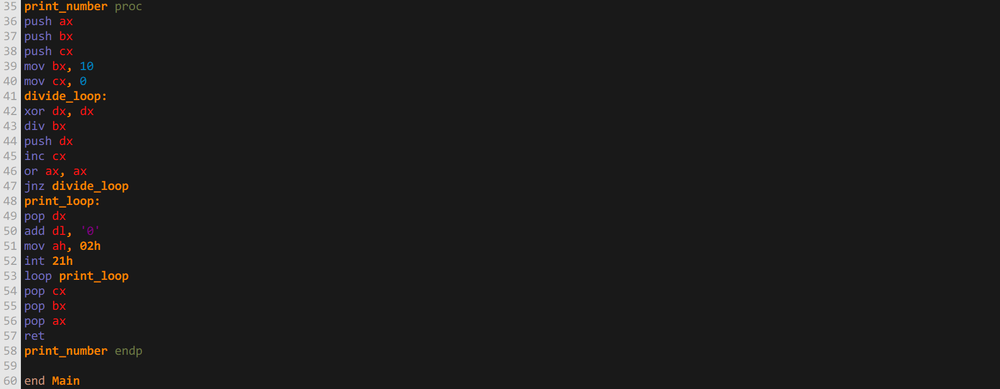 35 print_number proc
36 push ax
37 push bx
38 push cx
39 mov bx, 10
40 mov cx, 0
41 divide_loop:
42 xor dx, dx
43 div bx
44 push dx
45 inc cx
46 or ax, ax
47 jnz divide_loop
48 print_loop:
49 pop dx
50 add dl, '0'
51 mov ah, 02h
52 int 21h
53 loop print_loop
54 pop cx
55 pop bx
56 pop ax
57 ret
58 print_number endp
59
60 end Main